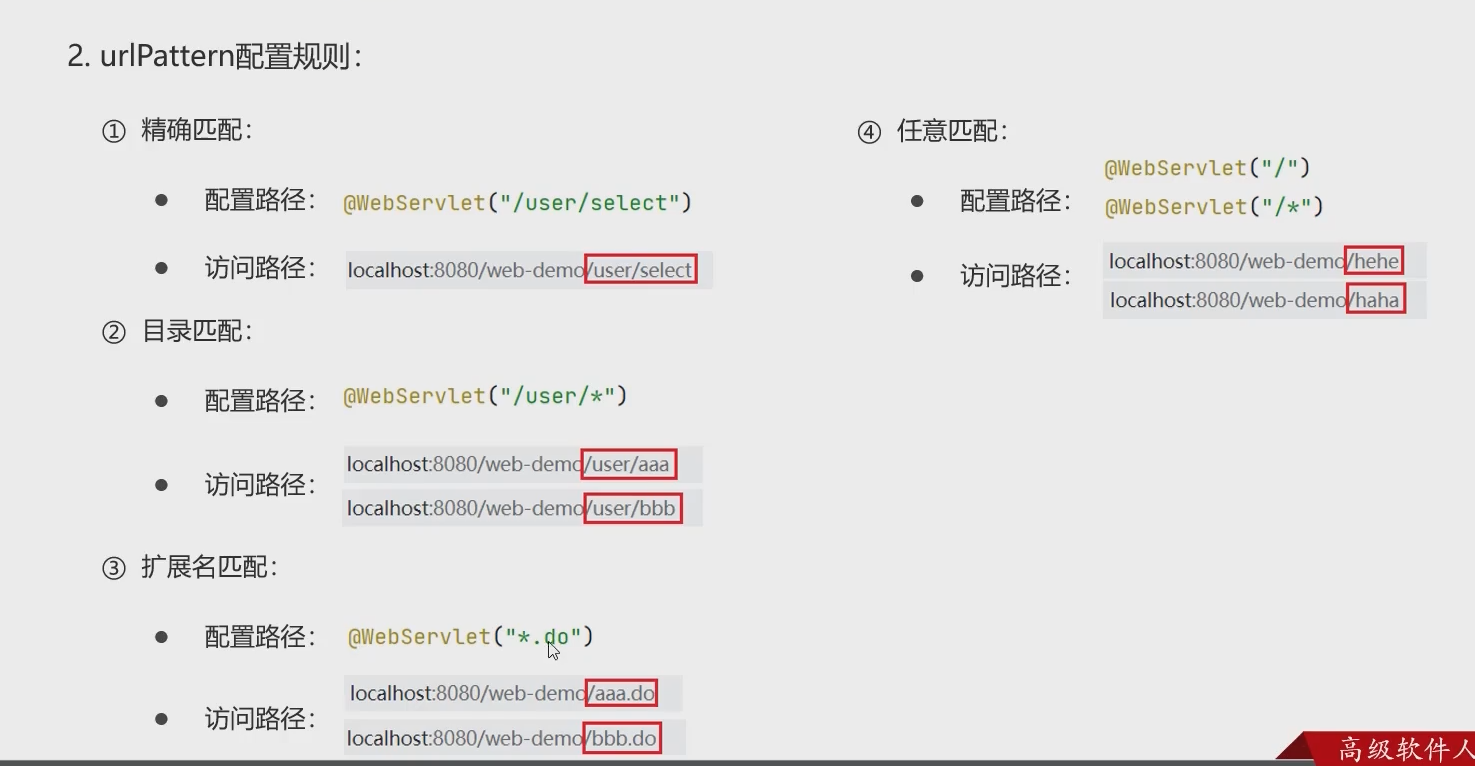 2. urlPattern配置规则：
① 精确匹配：
● 配置路径： @WebServlet("/user/select")
● 访问路径： localhost:8080/web-demo/user/select
② 目录匹配：
● 配置路径： @WebServlet("/user/*")
● 访问路径： localhost:8080/web-demo/user/aaa
localhost:8080/web-demo/user/bbb
③ 扩展名匹配：
● 配置路径： @WebServlet("*.do")
● 访问路径： localhost:8080/web-demo/aaa.do
localhost:8080/web-demo/bbb.do
④ 任意匹配：
● 配置路径： @WebServlet("/")
@WebServlet("/*")
● 访问路径： localhost:8080/web-demo/hehe
localhost:8080/web-demo/haha
高级软件人